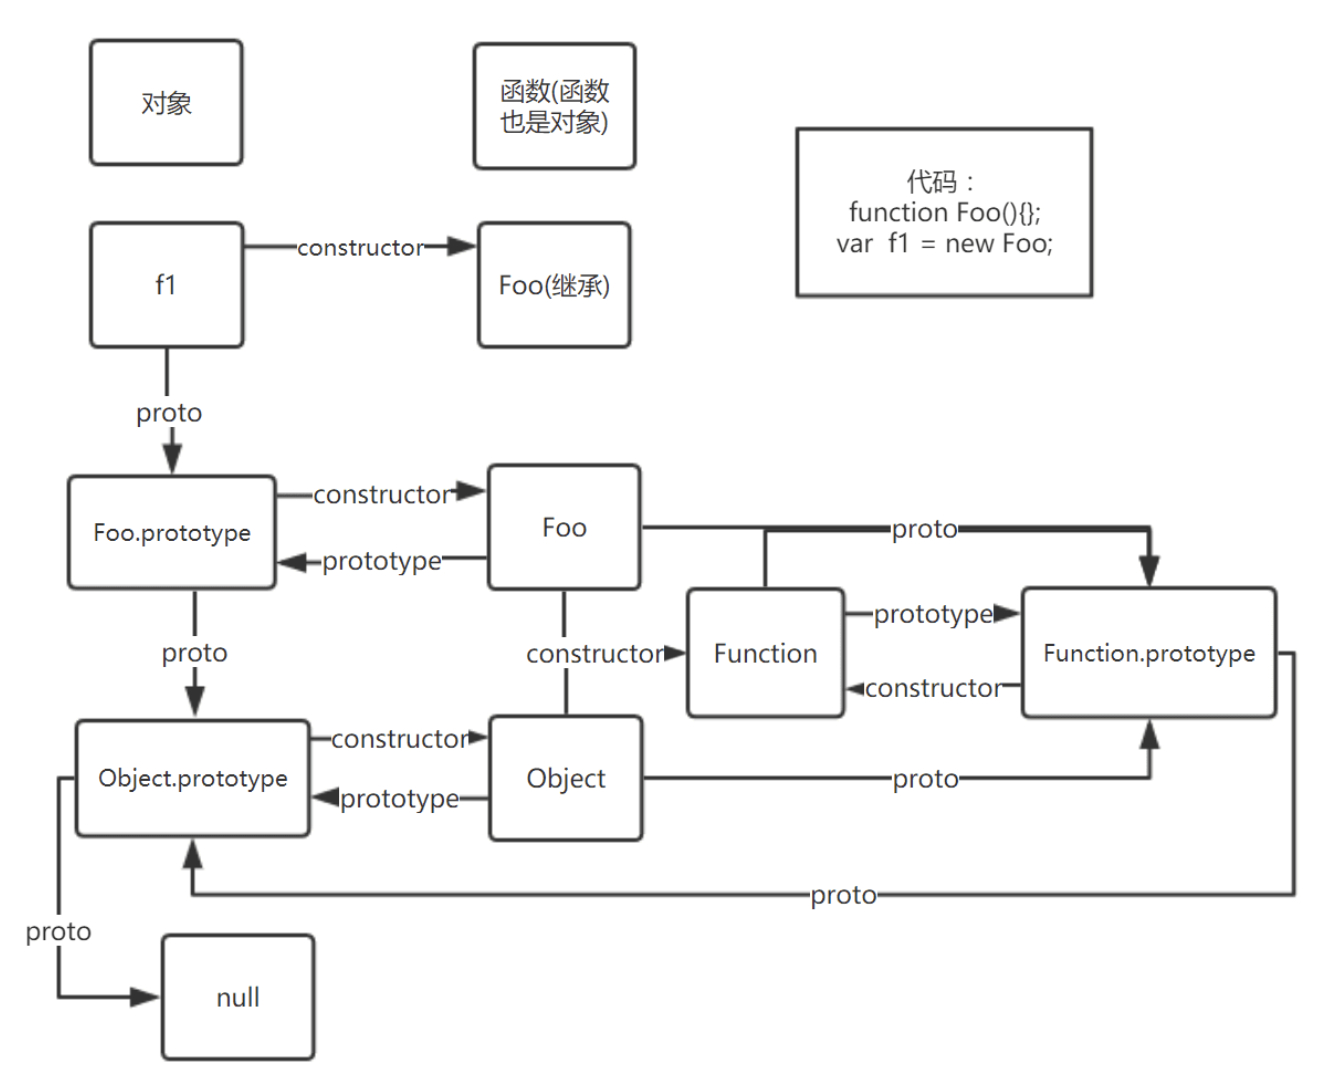 对象
函数(函数
也是对象)
代码：
function Foo(){};
var f1 = new Foo;
f1
constructor
Foo(继承)
proto
Foo.prototype
constructor
prototype
Foo
proto
proto
constructor
Function
prototype
constructor
Function.prototype
Object.prototype
constructor
prototype
Object
proto
proto
proto
null